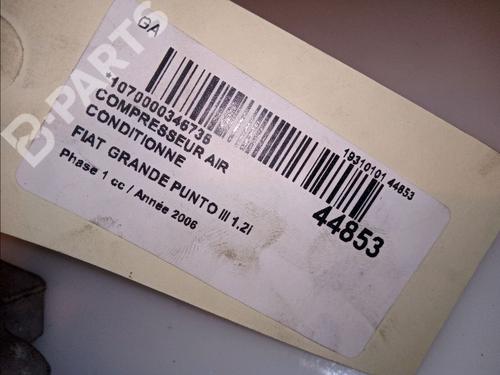 GA
*1070000346736
COMPRESSEUR AIR
CONDITIONNE
FIAT GRANDE PUNTO III 1.2I
Phase 1 cc / Année 2006
19310101 44853
44853
B-PARTS